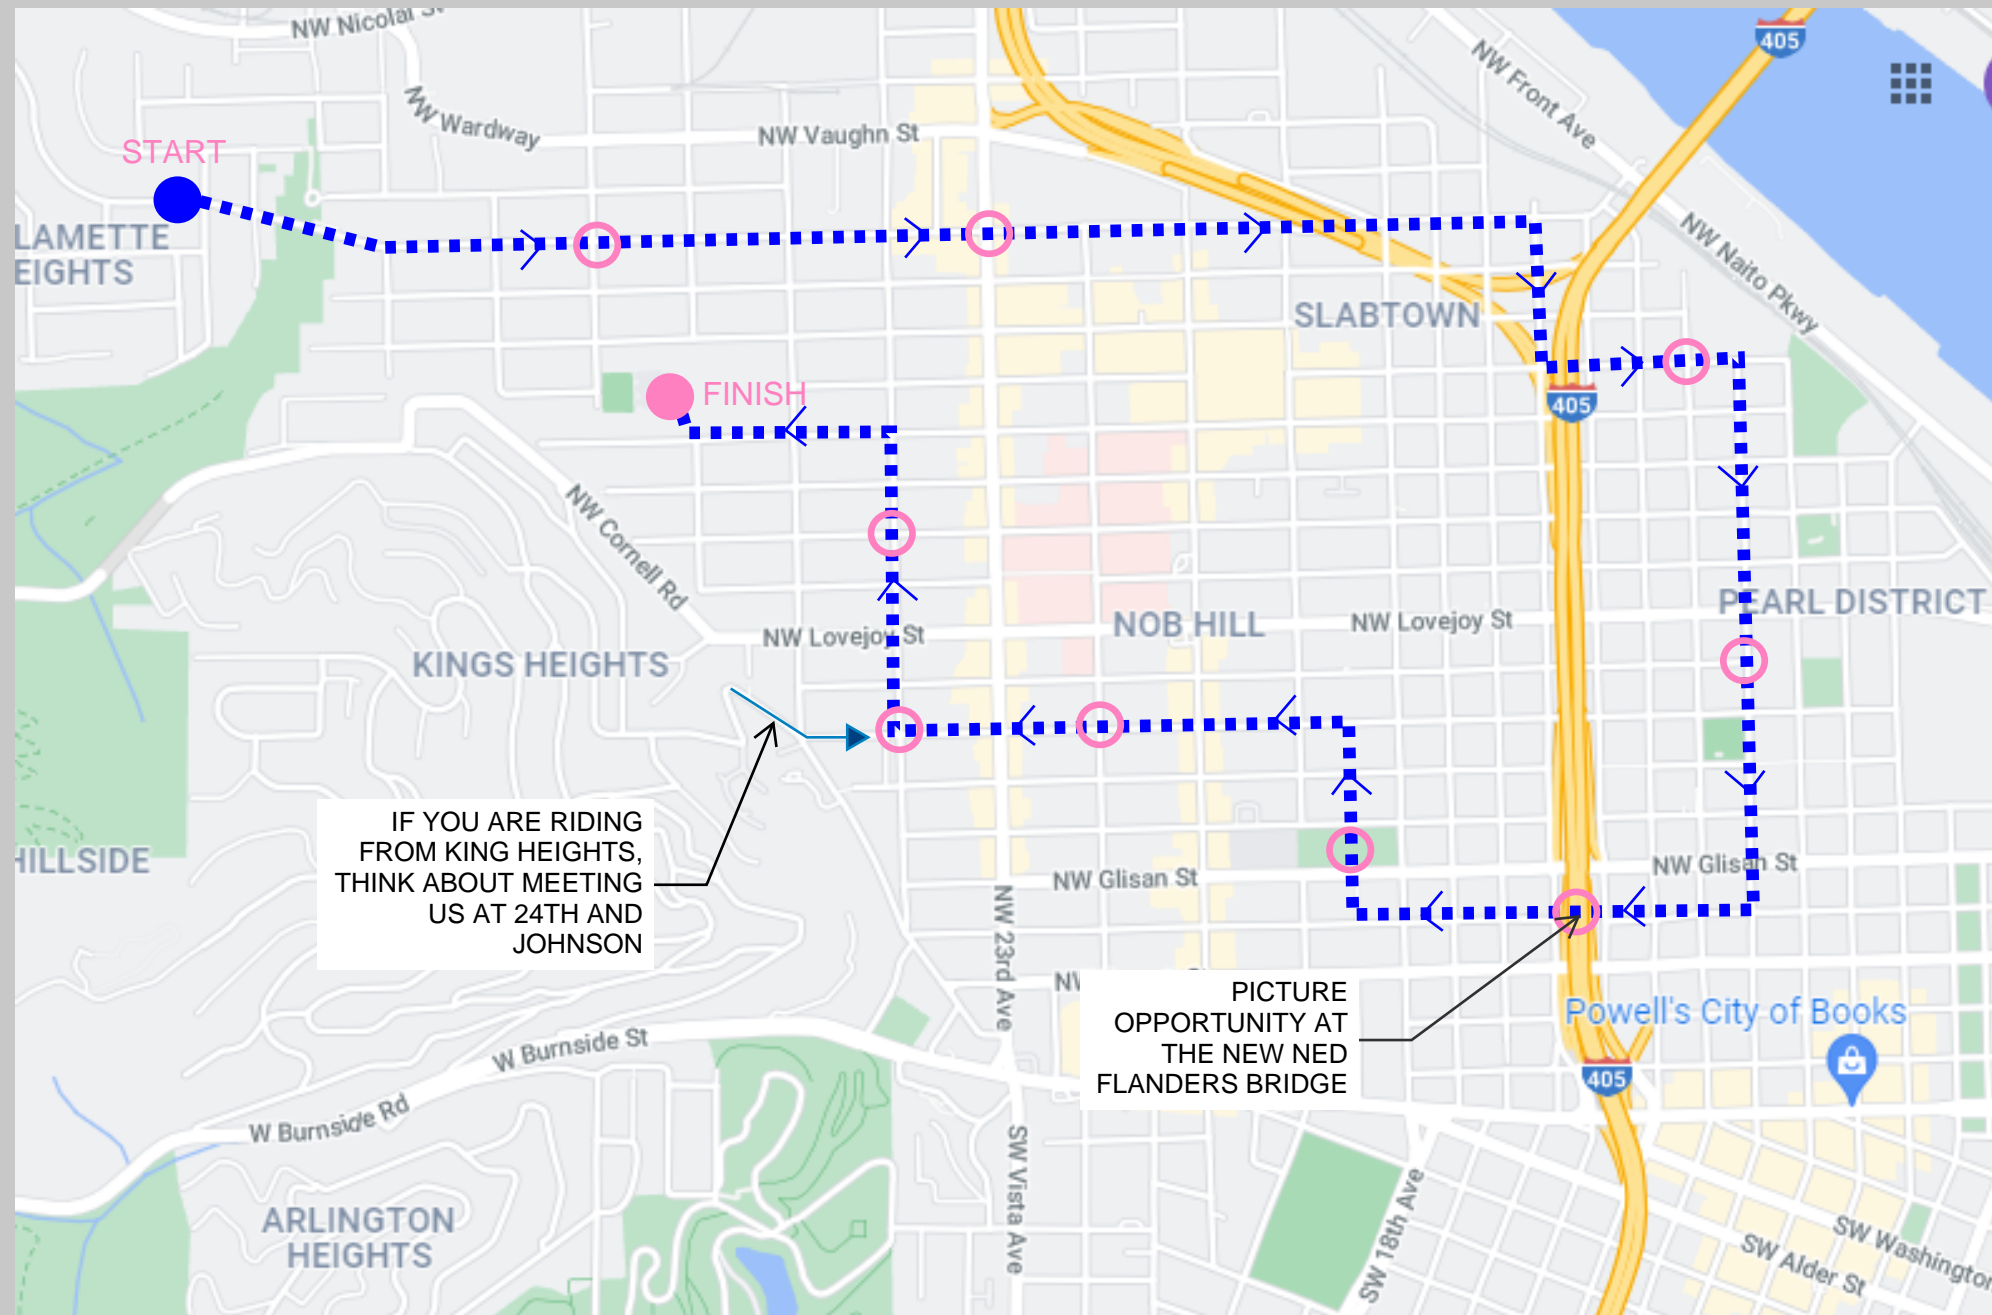 NW Nicolai St
405
NW Front Ave
NW Wardway
NW Vaughn St
START
LAMETTE
EIGHTS
NW Naito Pkwy
SLABTOWN
FINISH
405
NW Cornell Rd
PEARL DISTRICT
NW Lovejoy St
NOB HILL
NW Lovejoy St
KINGS HEIGHTS
IF YOU ARE RIDING
FROM KING HEIGHTS,
THINK ABOUT MEETING
US AT 24TH AND
JOHNSON
HILLSIDE
NW Glisan St
NW Glisan St
NW 23rd Ave
NW
PICTURE
OPPORTUNITY AT
THE NEW NED
FLANDERS BRIDGE
Powell's City of Books
W Burnside St
405
W Burnside Rd
SW Vista Ave
SW 18th Ave
ARLINGTON
HEIGHTS
SW Washington
SW Alder St